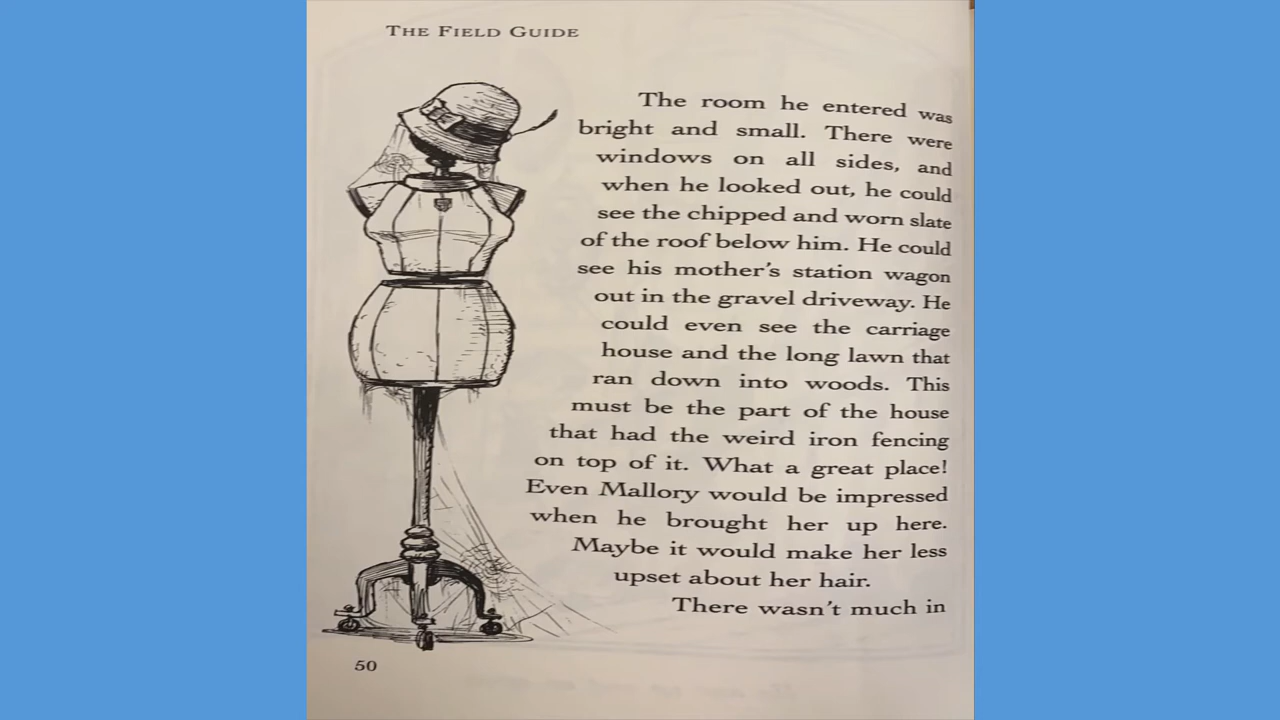 THE FIELD GUIDE
The room he entered was
bright and small. There were
windows on all sides, and
when he looked out, he could
see the chipped and worn slate
of the roof below him. He could
see his mother's station wagon
out in the gravel driveway. He
could even see the carriage
house and the long lawn that
ran down into woods. This
must be the part of the house
that had the weird iron fencing
on top of it. What a great place!
Even Mallory would be impressed
when he brought her up here.
Maybe it would make her less
upset about her hair.
There wasn't much in
50